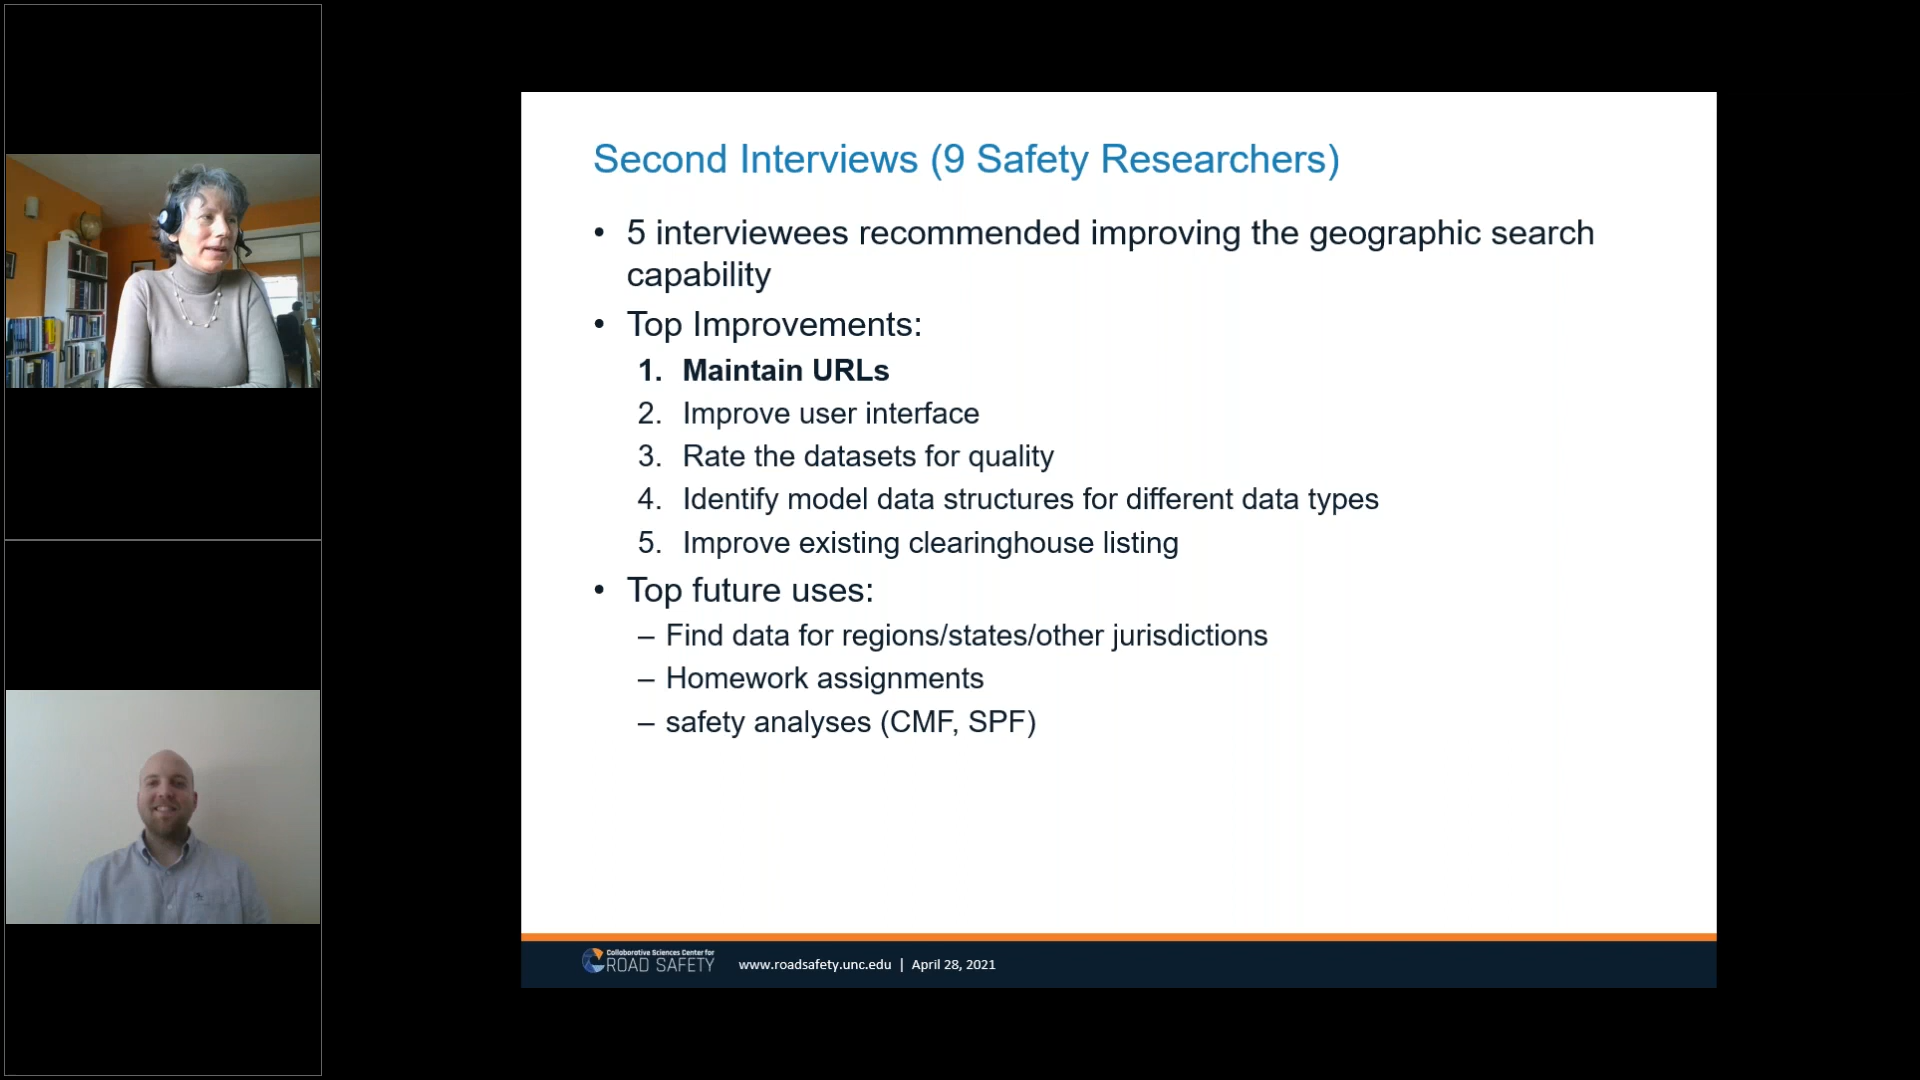 Second Interviews (9 Safety Researchers)
• 5 interviewees recommended improving the geographic search
capability
• Top Improvements:
1. Maintain URLs
2. Improve user interface
3. Rate the datasets for quality
4. Identify model data structures for different data types
5. Improve existing clearinghouse listing
• Top future uses:
– Find data for regions/states/other jurisdictions
– Homework assignments
– safety analyses (CMF, SPF)
Collaborative Sciences Center for
ROAD SAFETY
www.roadsafety.unc.edu | April 28, 2021